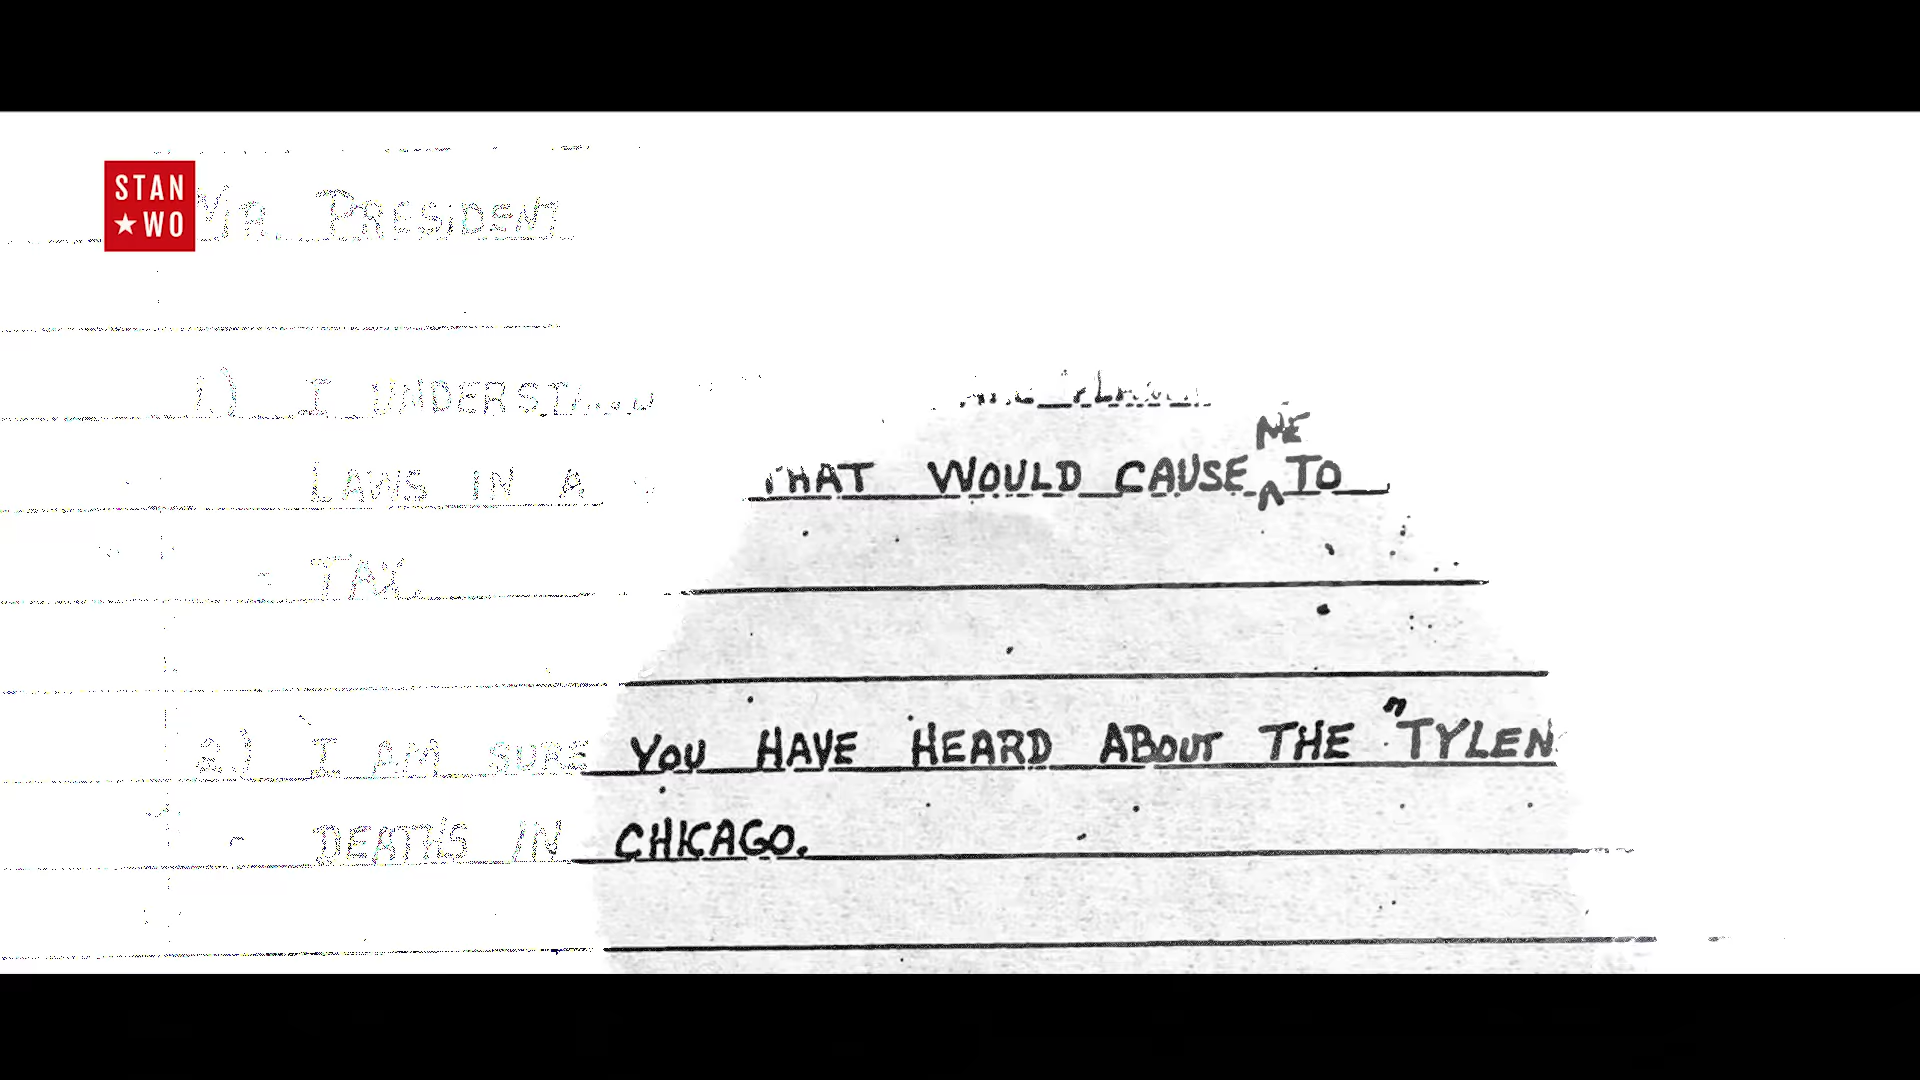 STAN
★WO
MR. PRESIDENT
1.) I UNDERSTAND
ME
LAWS IN A THAT WOULD CAUSE ^ TO
TAX.
2.) I AM SURE YOU HAVE HEARD ABOUT THE "TYLEN
DEATHS IN CHICAGO.